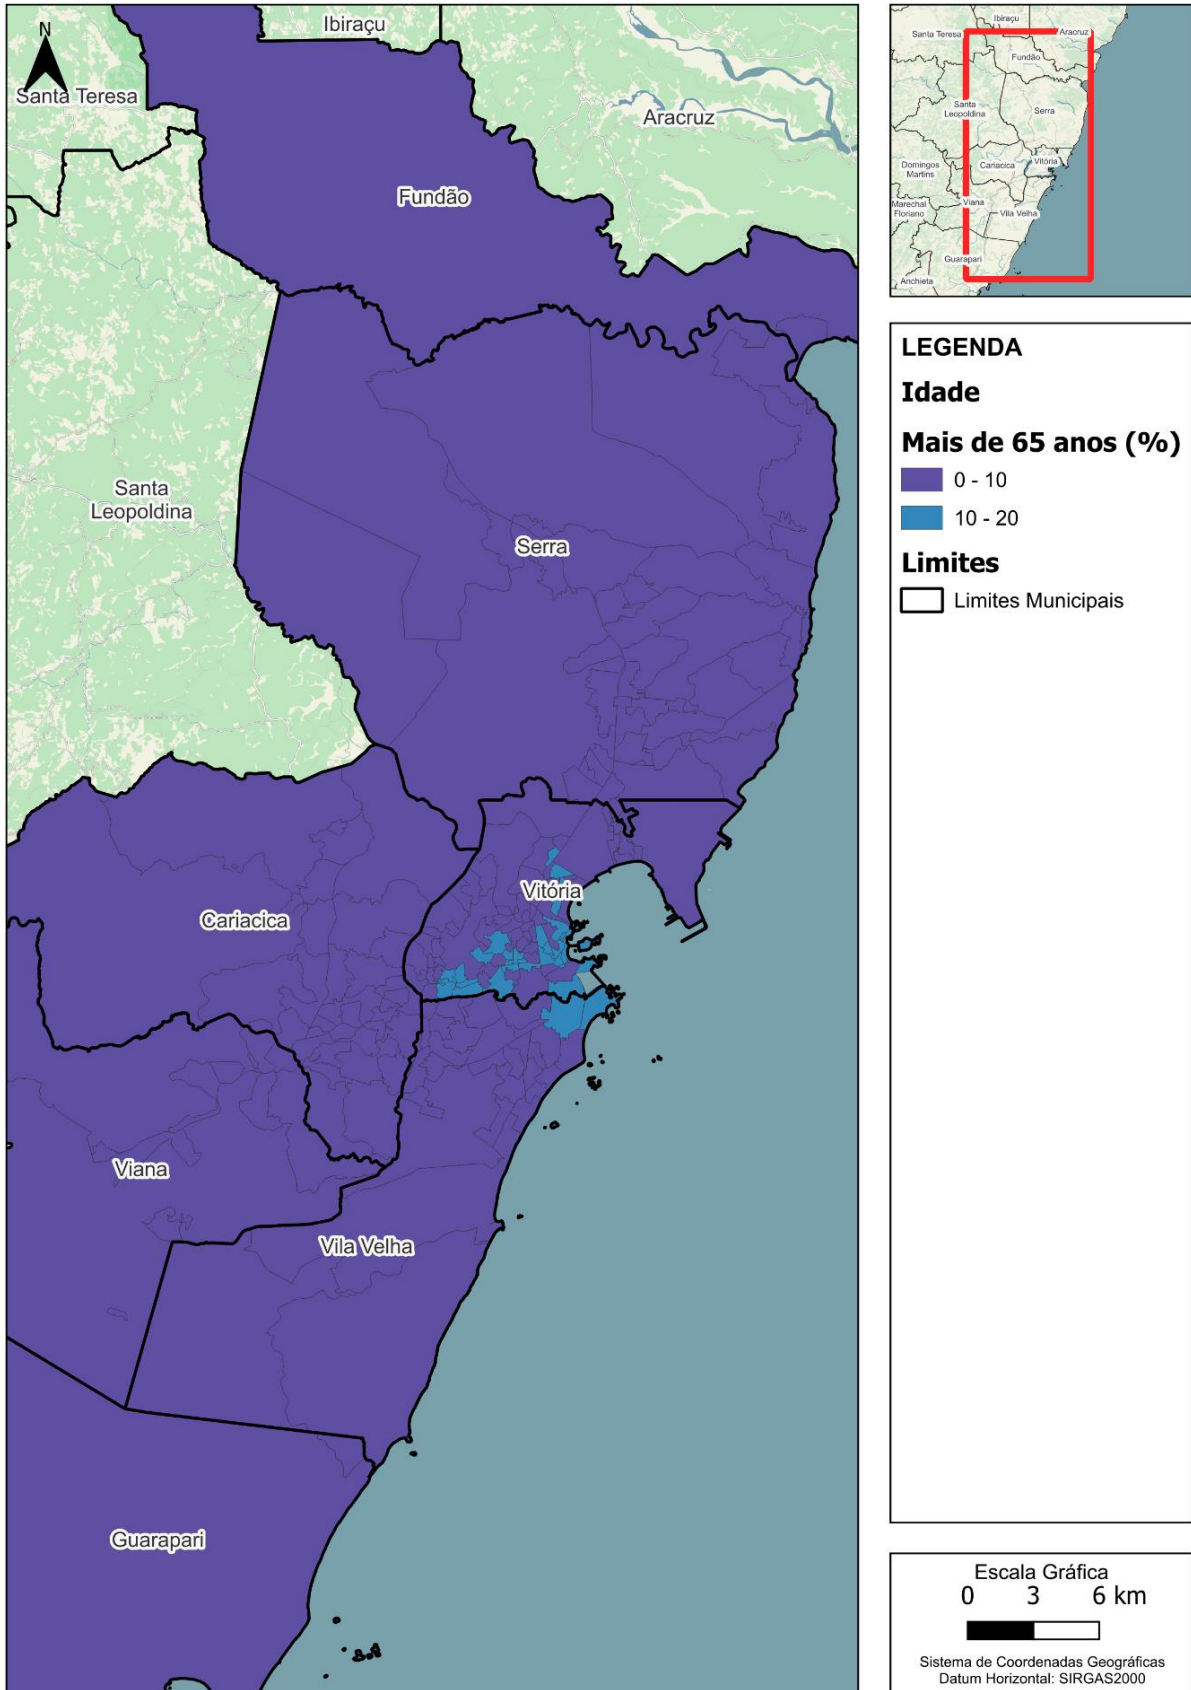 N
Ibiraçu
Santa Teresa
Aracruz
Fundão
Santa
Leopoldina
Serra
Vitória
Cariacica
Viana
Vila Velha
Guarapari
Ibiraçu
Santa Teresa
Aracruz
Fundão
Santa
Leopoldina
Serra
Domingos
Martins
Cariacica
Vitória
Marechal
Floriano
Viana
Vila Velha
Guarapari
Anchieta
LEGENDA
Idade
Mais de 65 anos (%)
0 - 10
10 - 20
Limites
Limites Municipais
Escala Gráfica
0 3 6 km
Sistema de Coordenadas Geográficas
Datum Horizontal: SIRGAS2000